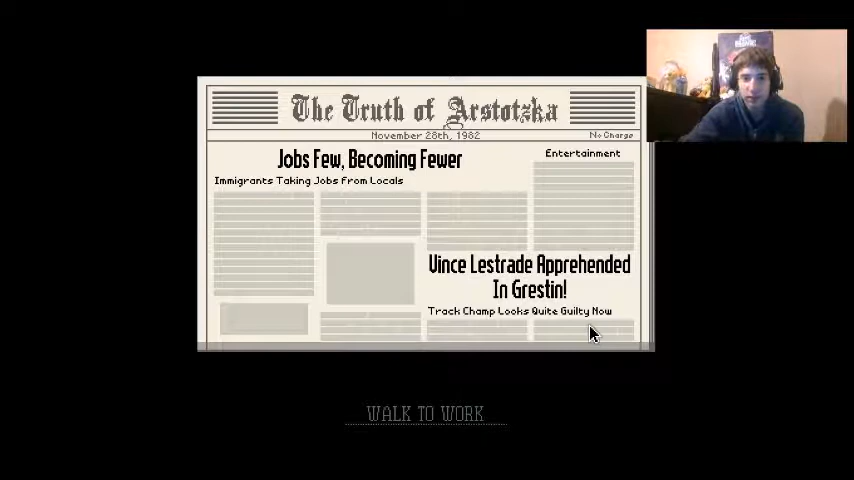 The Truth of Arstotzka
November 28th, 1982
No Charge
Jobs Few, Becoming Fewer
Immigrants Taking Jobs From Locals
Entertainment
Vince Lestrade Apprehended
In Grestin!
Track Champ Looks Quite Guilty Now
WALK TO WORK